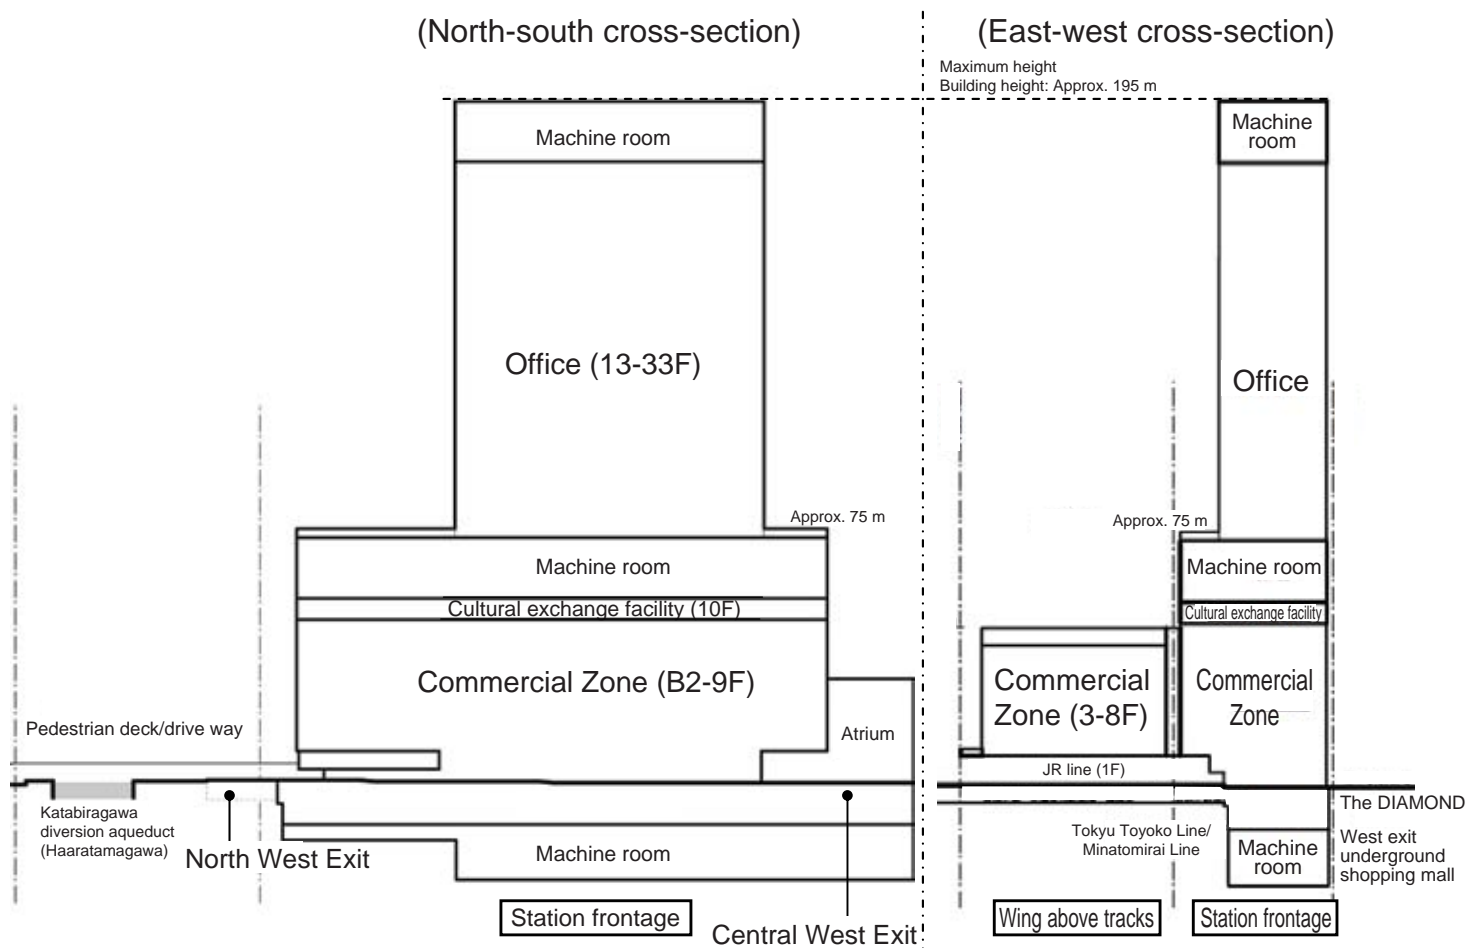 (North-south cross-section)
Machine room
Office (13-33F)
Approx. 75 m
Machine room
Cultural exchange facility (10F)
Commercial Zone (B2-9F)
Atrium
Pedestrian deck/drive way
Katabiragawa
diversion aqueduct
(Haaratamagawa)
North West Exit
Machine room
Station frontage
Central West Exit
(East-west cross-section)
Maximum height
Building height: Approx. 195 m
Machine
room
Office
Approx. 75 m
Machine room
Cultural exchange facility
Commercial
Zone (3-8F)
Commercial
Zone
JR line (1F)
The DIAMOND
Tokyu Toyoko Line/
Minatomirai Line
Machine
room
West exit
underground
shopping mall
Wing above tracks
Station frontage